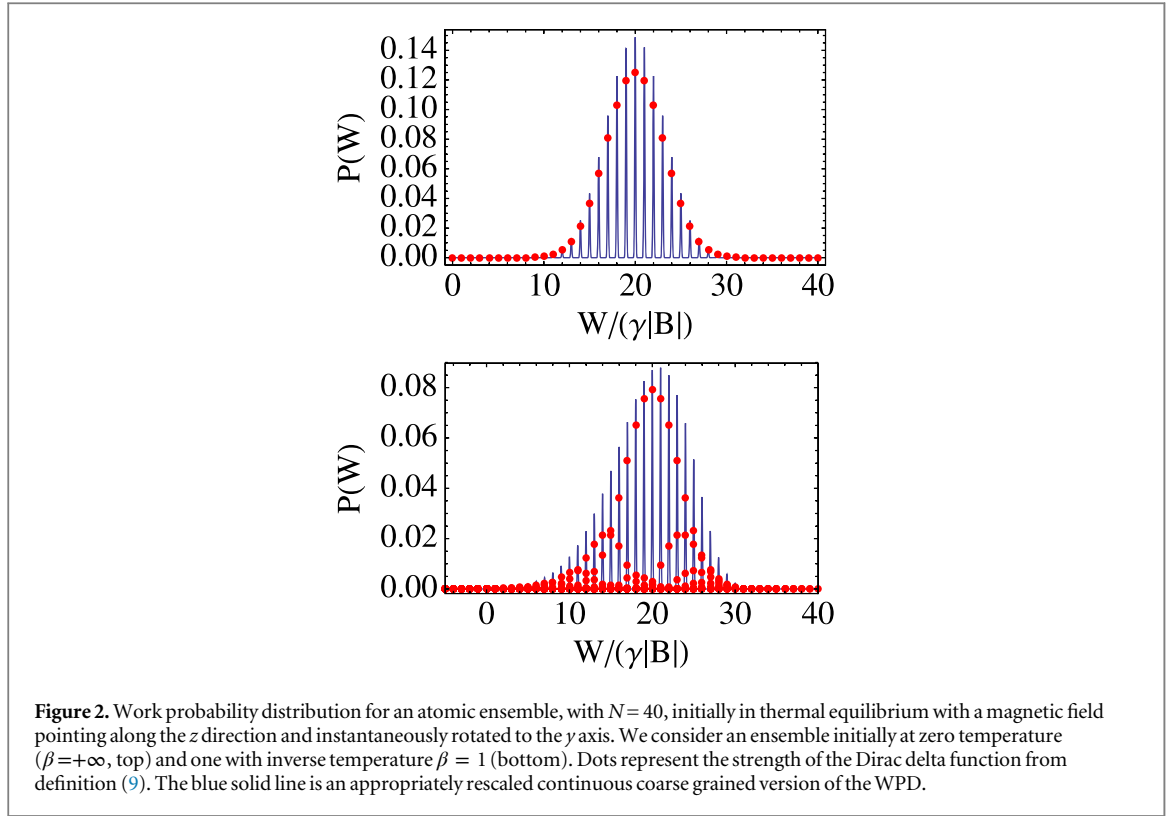 0.14
0.12
0.10
0.08
0.06
0.04
0.02
0.00
P(W)
0 10 20 30 40
W/(γ|B|)
0.08
0.06
0.04
0.02
0.00
P(W)
0 10 20 30 40
W/(γ|B|)
Figure 2. Work probability distribution for an atomic ensemble, with N = 40, initially in thermal equilibrium with a magnetic field
pointing along the z direction and instantaneously rotated to the y axis. We consider an ensemble initially at zero temperature
(β=+∞, top) and one with inverse temperature β = 1 (bottom). Dots represent the strength of the Dirac delta function from
definition (9). The blue solid line is an appropriately rescaled continuous coarse grained version of the WPD.